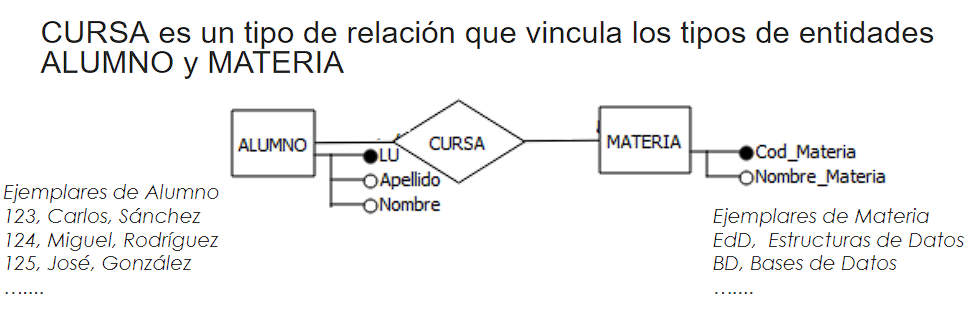 CURSA es un tipo de relación que vincula los tipos de entidades
ALUMNO y MATERIA
ALUMNO
CURSA
MATERIA
LU
Apellido
Nombre
Cod_Materia
Nombre_Materia
Ejemplares de Alumno
123, Carlos, Sánchez
124, Miguel, Rodríguez
125, José, González
…....
Ejemplares de Materia
EdD,  Estructuras de Datos
BD, Bases de Datos
…....